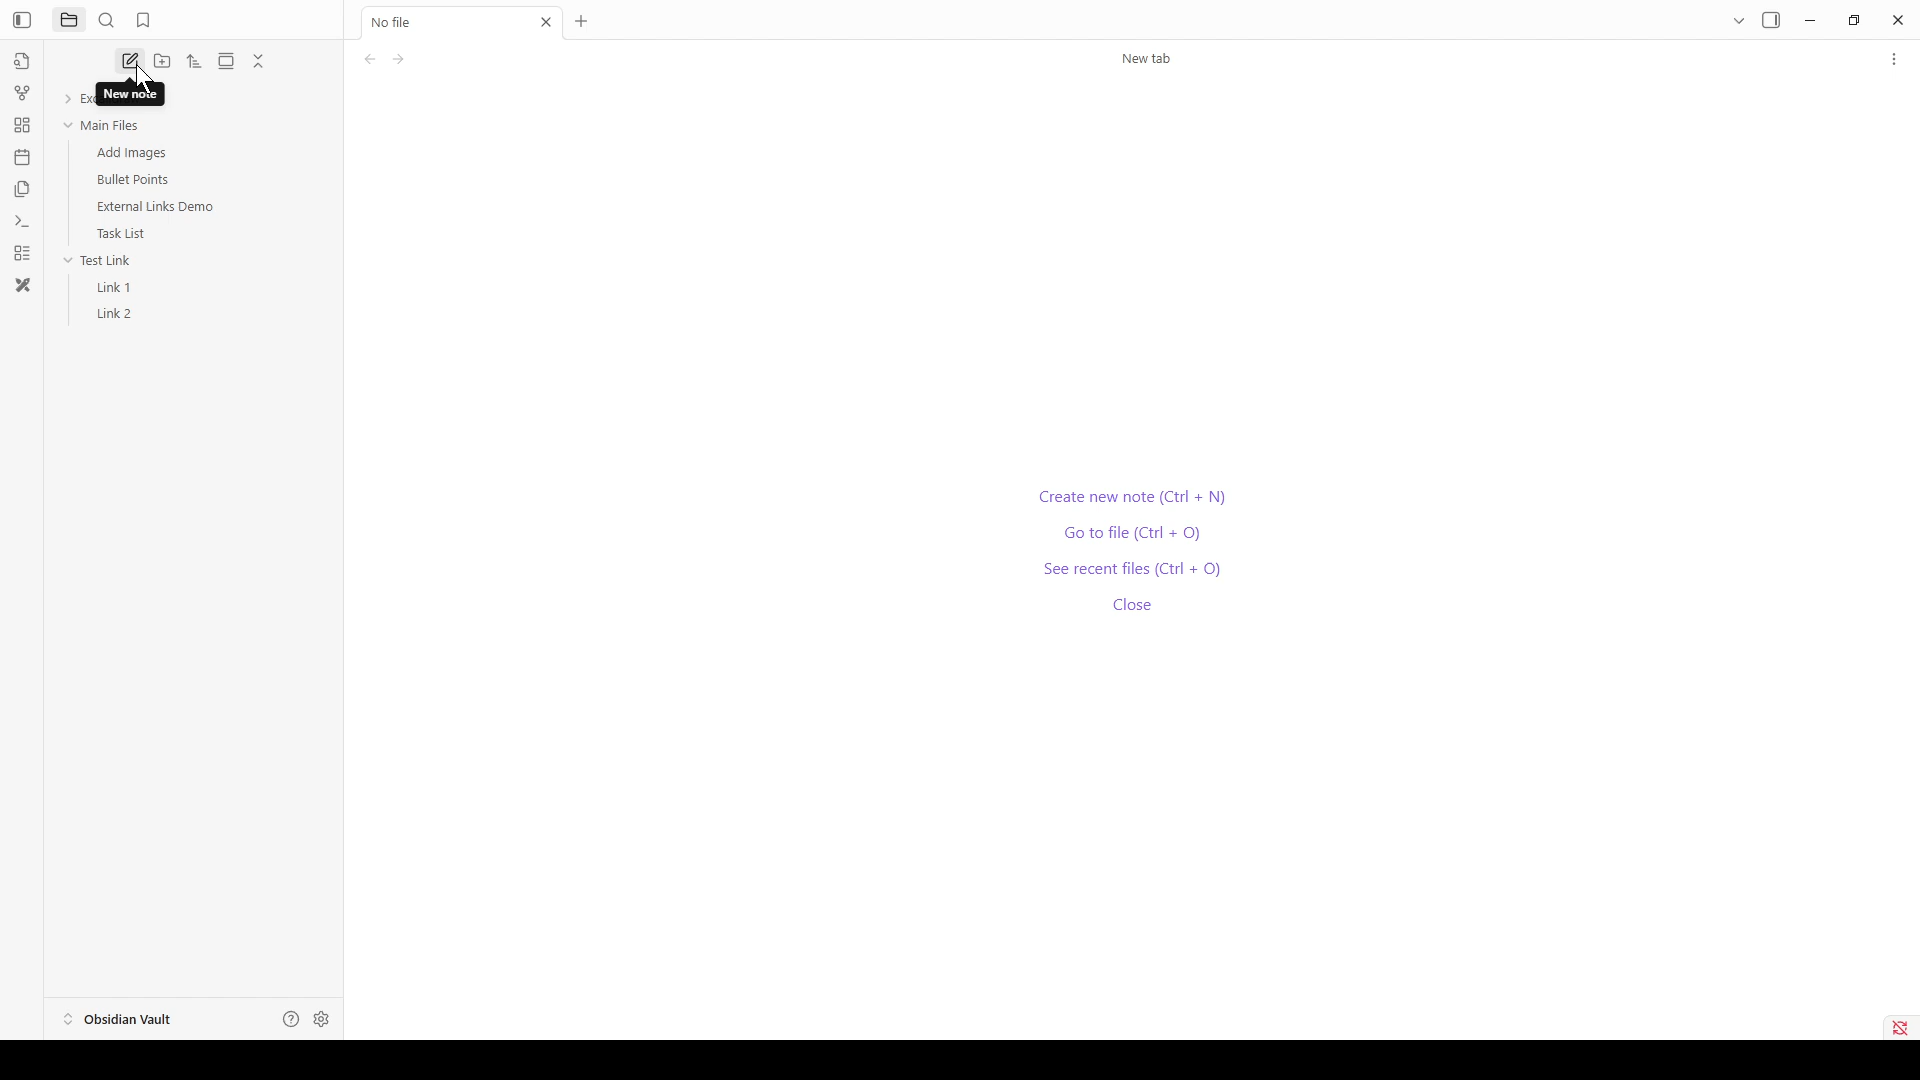 No file
New tab
New note
Main Files
Add Images
Bullet Points
External Links Demo
Task List
Test Link
Link 1
Link 2
Create new note (Ctrl + N)
Go to file (Ctrl + O)
See recent files (Ctrl + O)
Close
Obsidian Vault